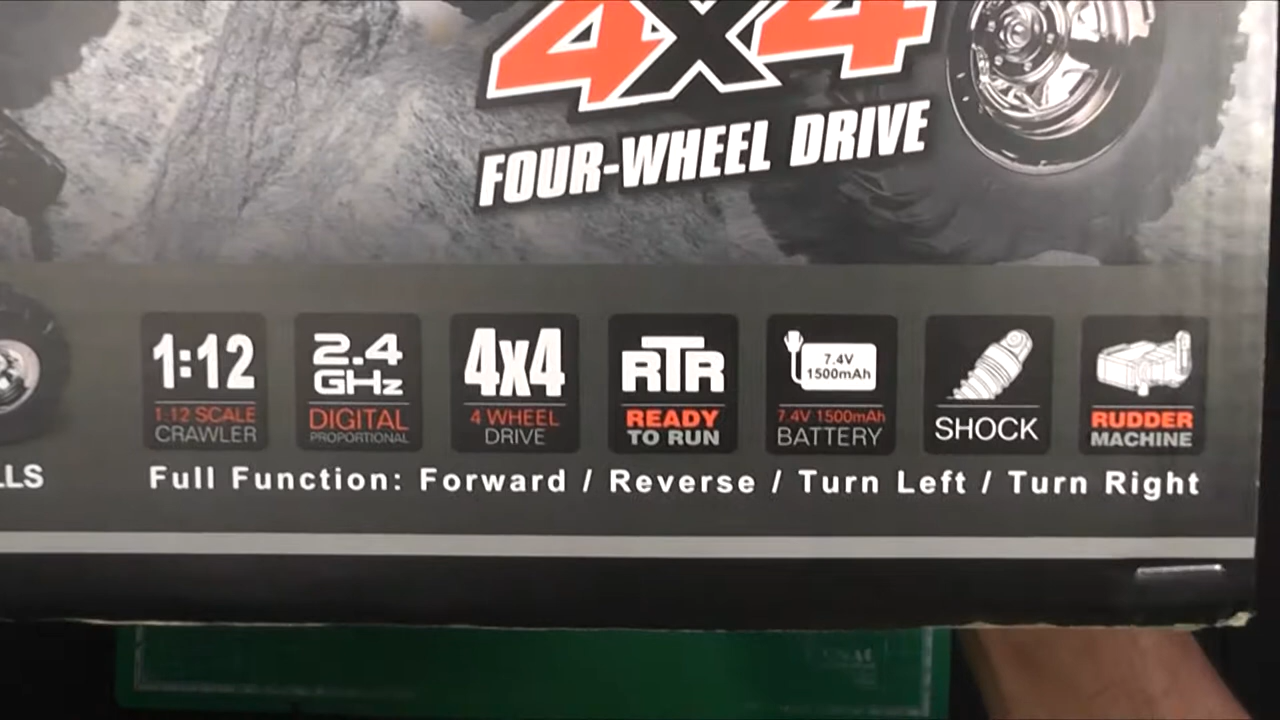 4X4
FOUR-WHEEL DRIVE
1:12
1:12 SCALE
CRAWLER
2.4
GHz
DIGITAL
PROPORTIONAL
4x4
4 WHEEL
DRIVE
RTR
READY
TO RUN
7.4V
1500mAh
7.4V 1500mAh
BATTERY
SHOCK
RUDDER
MACHINE
LLS
Full Function: Forward / Reverse / Turn Left / Turn Right